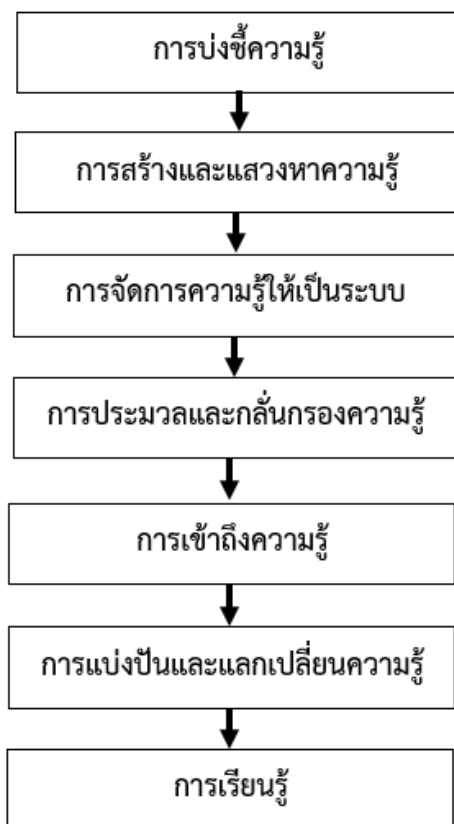 การบ่งชี้ความรู้
การสร้างและแสวงหาความรู้
การจัดการความรู้ให้เป็นระบบ
การประมวลและกลั่นกรองความรู้
การเข้าถึงความรู้
การแบ่งปันและแลกเปลี่ยนความรู้
การเรียนรู้